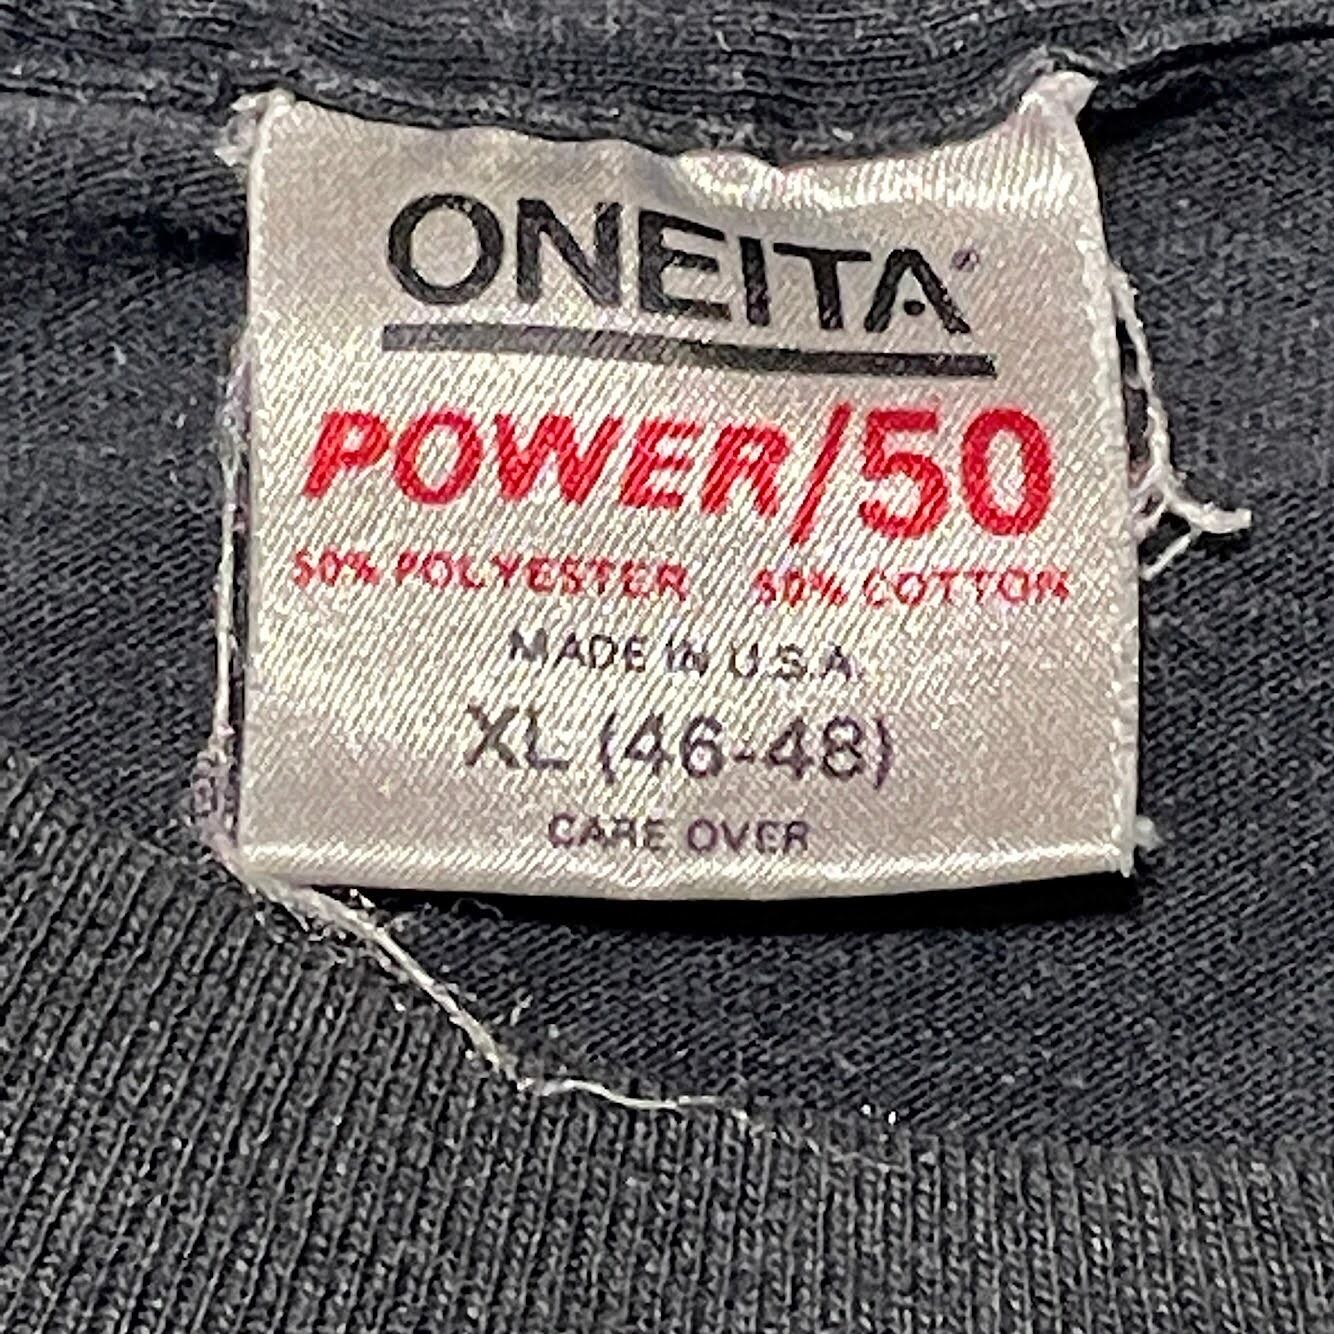 ONEITA®
POWER/50
50% POLYESTER 50% COTTON
MADE IN U.S.A.
XL (46-48)
CARE OVER